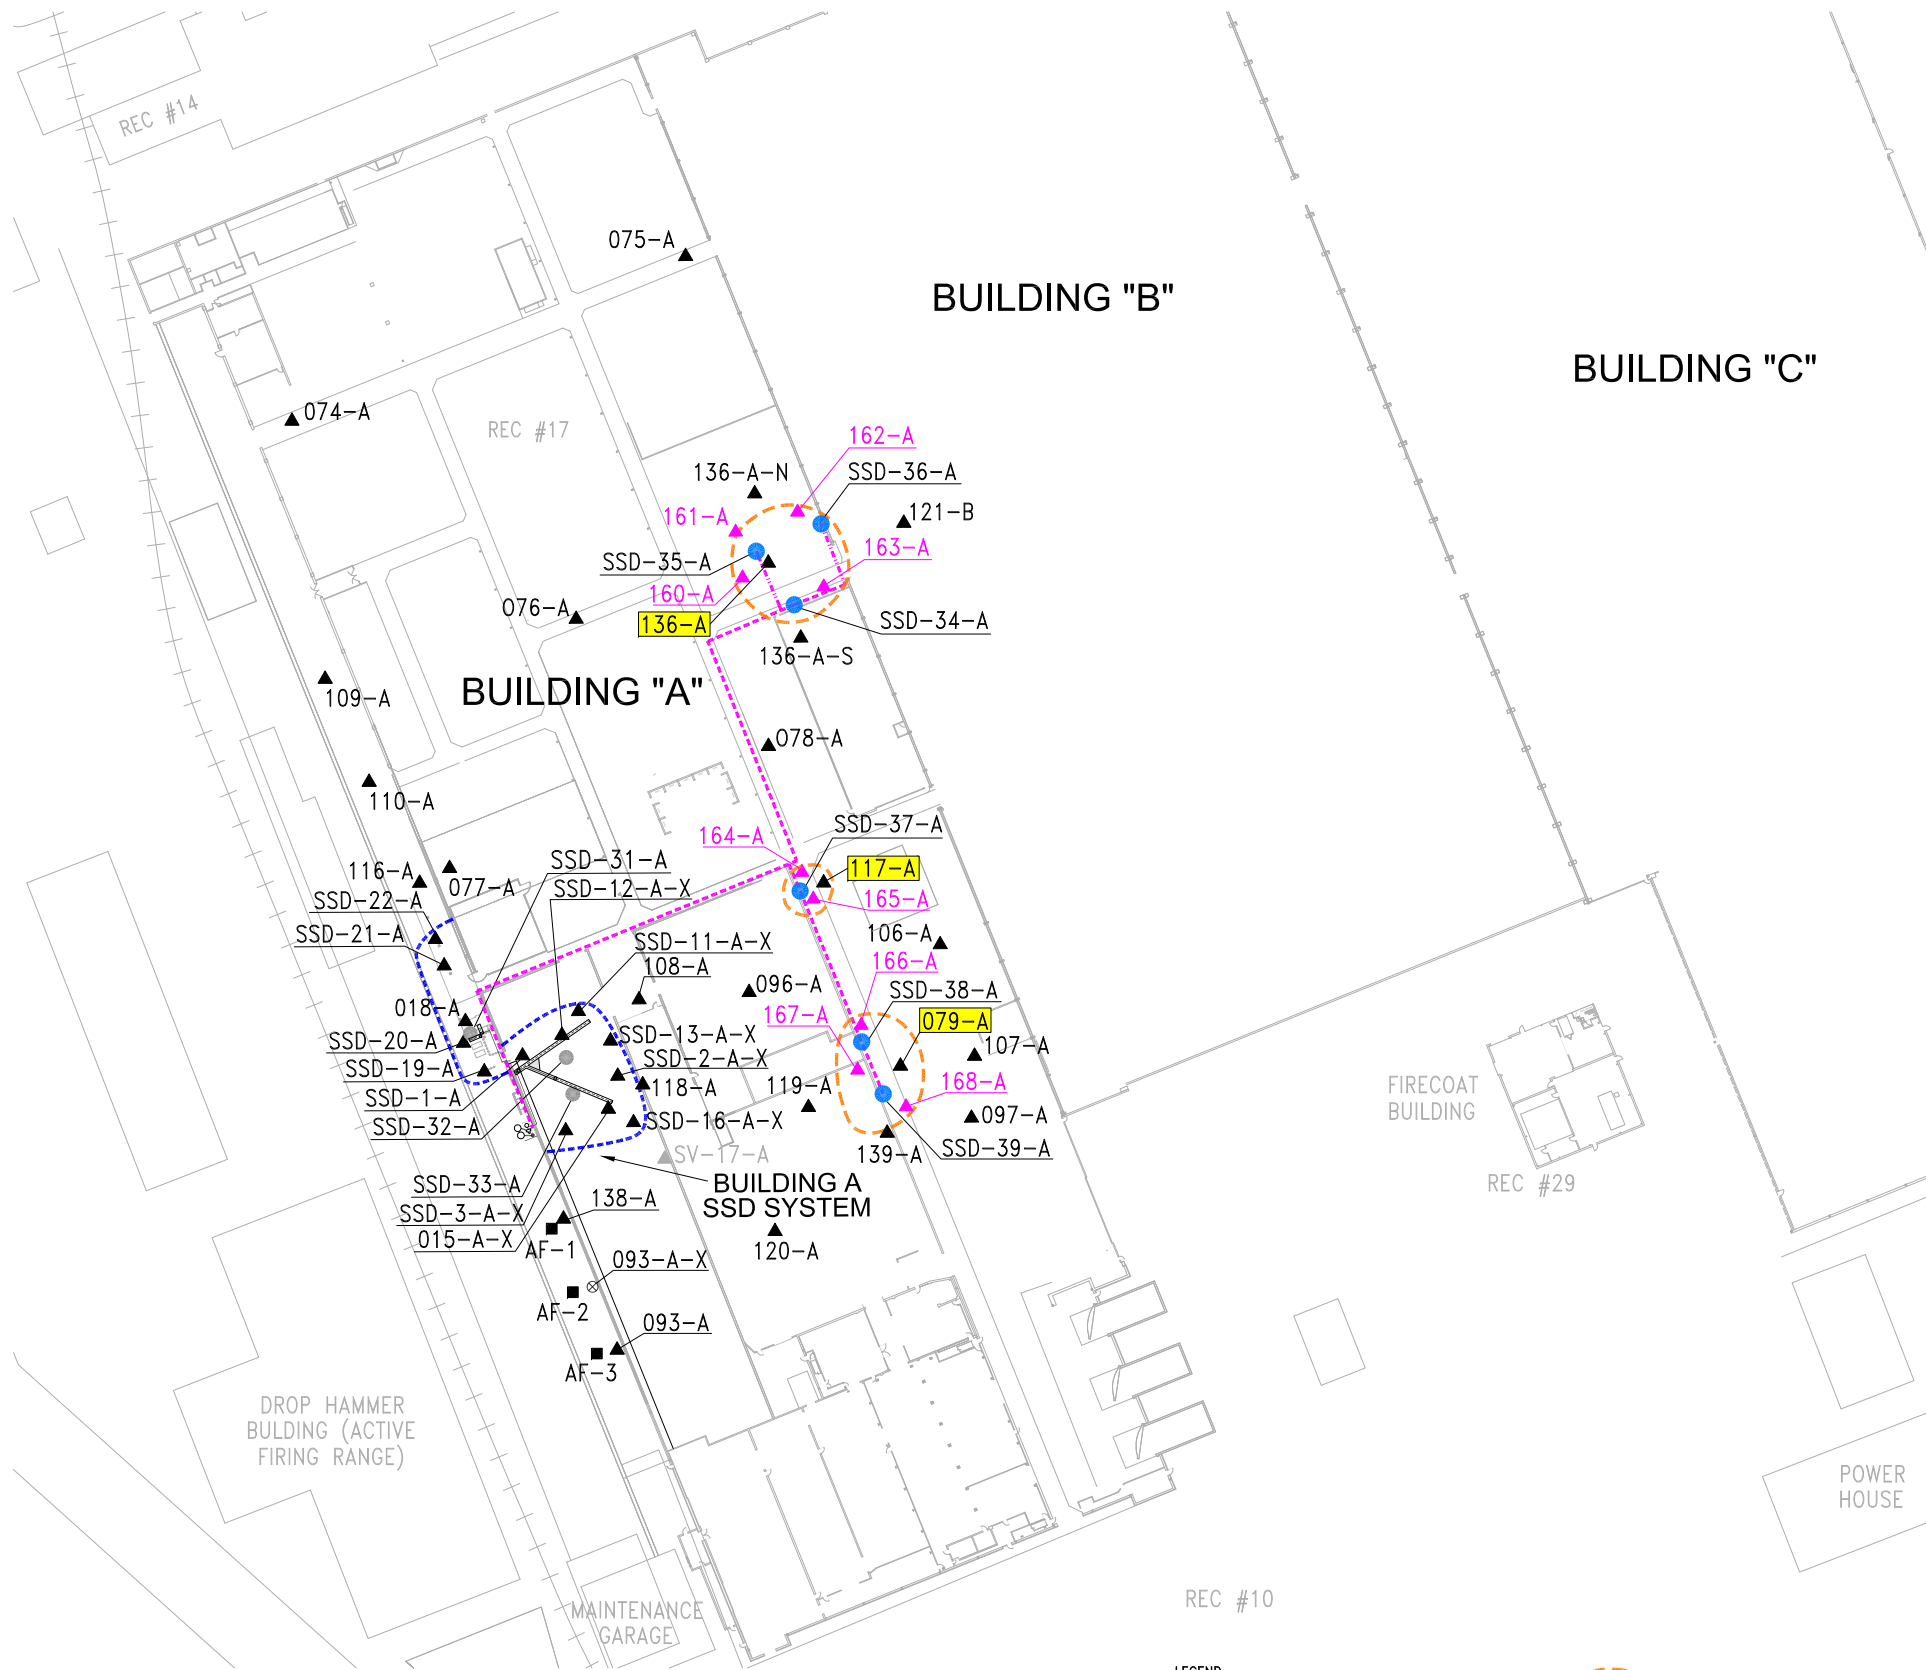 REC #14
075-A
BUILDING "B"
BUILDING "C"
074-A
REC #17
162-A
136-A-N
SSD-36-A
161-A
121-B
163-A
SSD-35-A
160-A
076-A
136-A
SSD-34-A
136-A-S
109-A
BUILDING "A"
078-A
110-A
164-A
SSD-37-A
SSD-31-A
116-A
077-A
SSD-12-A-X
117-A
SSD-22-A
165-A
SSD-21-A
SSD-11-A-X
106-A
108-A
166-A
096-A
SSD-38-A
018-A
167-A
079-A
SSD-20-A
SSD-13-A-X
107-A
SSD-2-A-X
SSD-19-A
118-A
119-A
168-A
FIRECOAT
BUILDING
SSD-1-A
SSD-16-A-X
097-A
SSD-32-A
139-A
SSD-39-A
SV-17-A
SSD-33-A
BUILDING A
SSD SYSTEM
REC #29
138-A
SSD-3-A-X
015-A-X
AF-1
120-A
093-A-X
AF-2
093-A
AF-3
DROP HAMMER
BULDING (ACTIVE
FIRING RANGE)
POWER
HOUSE
REC #10
MAINTENANCE
GARAGE
LEGEND